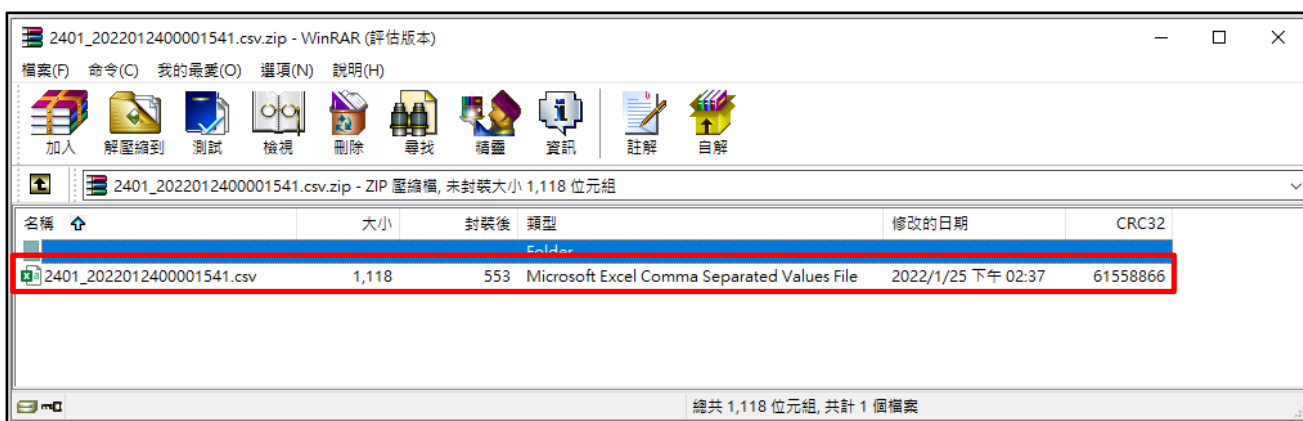 2401_2022012400001541.csv.zip - WinRAR (評估版本)
檔案(F) 命令(C) 我的最愛(O) 選項(N) 說明(H)
加入 解壓縮到 測試 檢視 刪除 尋找 精靈 資訊 註解 自解
2401_2022012400001541.csv.zip - ZIP 壓縮檔, 未封裝大小 1,118 位元組
名稱 大小 封裝後 類型 修改的日期 CRC32
Folder
2401_2022012400001541.csv 1,118 553 Microsoft Excel Comma Separated Values File 2022/1/25 下午 02:37 61558866
總共 1,118 位元組, 共計 1 個檔案